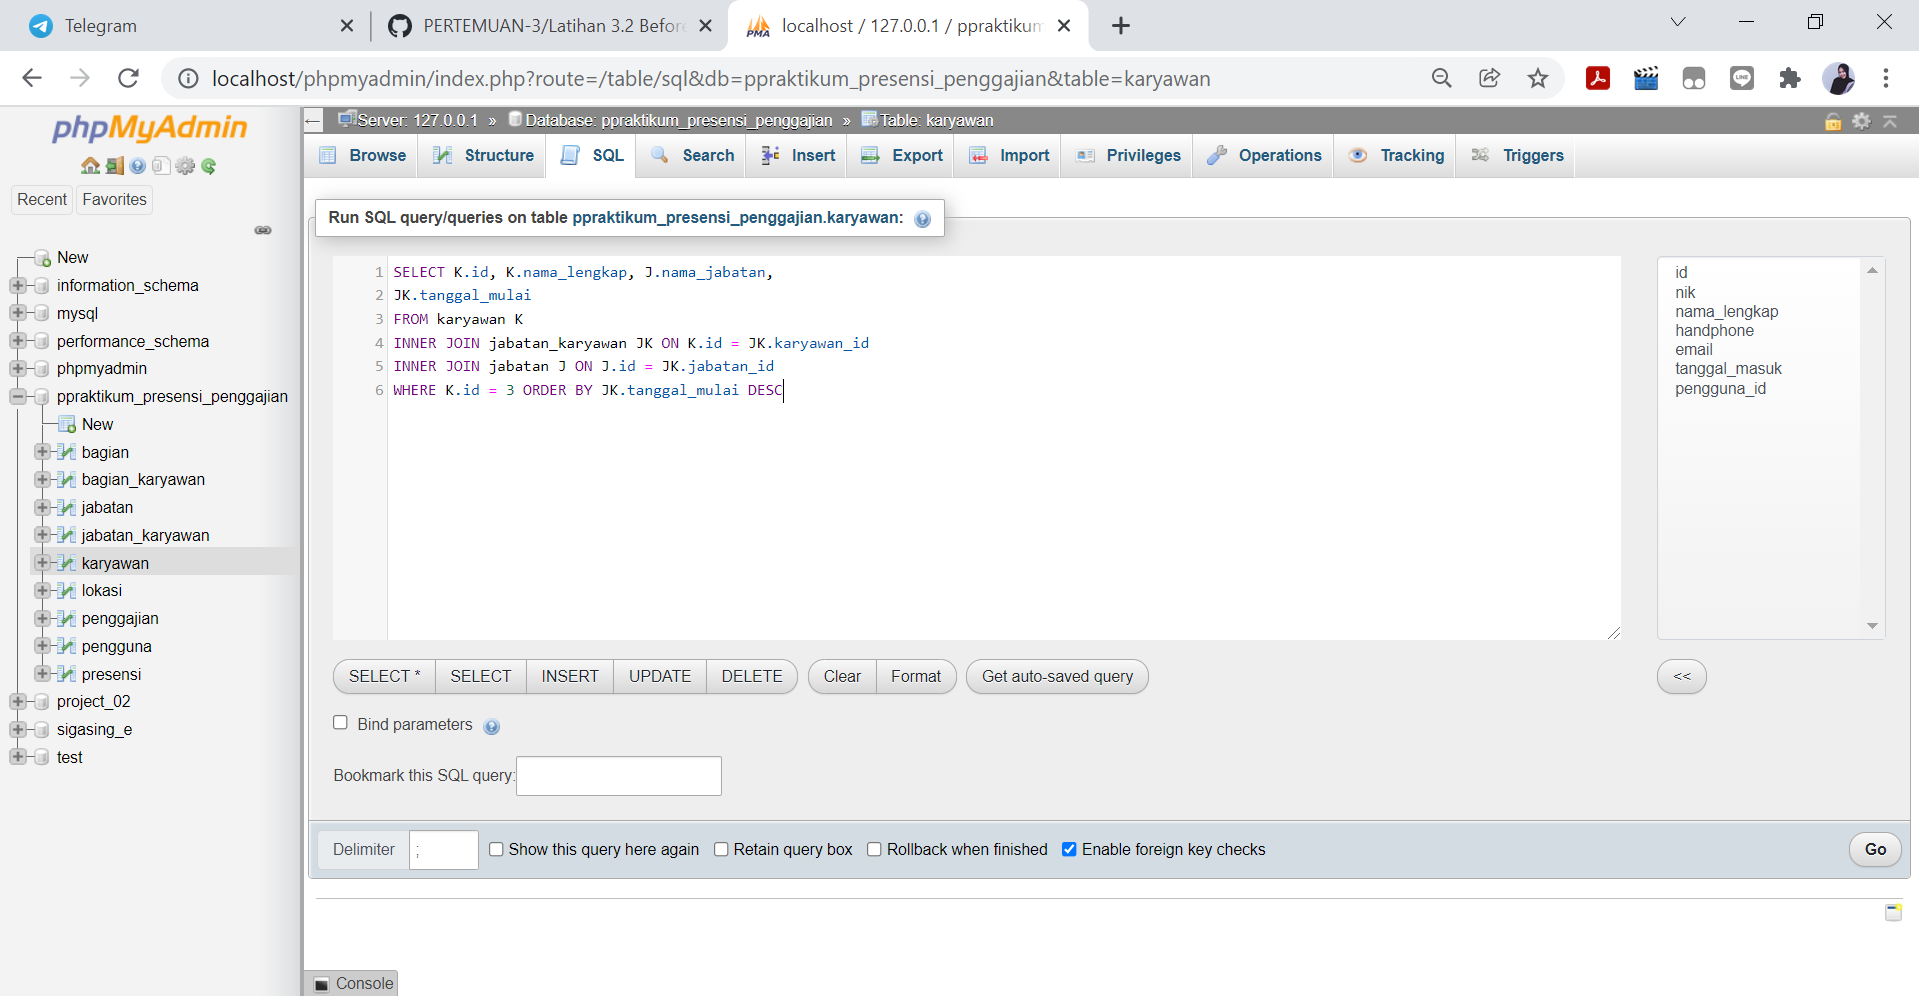 Telegram
PERTEMUAN-3/Latihan 3.2 Befor
localhost / 127.0.0.1 / ppraktikum
localhost/phpmyadmin/index.php?route=/table/sql&db=ppraktikum_presensi_penggajian&table=karyawan
phpMyAdmin
Recent
Favorites
New
information_schema
mysql
performance_schema
phpmyadmin
ppraktikum_presensi_penggajian
New
bagian
bagian_karyawan
jabatan
jabatan_karyawan
karyawan
lokasi
penggajian
pengguna
presensi
project_02
sigasing_e
test
Server: 127.0.0.1 » Database: ppraktikum_presensi_penggajian » Table: karyawan
Browse Structure SQL Search Insert Export Import Privileges Operations Tracking Triggers
Run SQL query/queries on table ppraktikum_presensi_penggajian.karyawan:
1 SELECT K.id, K.nama_lengkap, J.nama_jabatan,
2 JK.tanggal_mulai
3 FROM karyawan K
4 INNER JOIN jabatan_karyawan JK ON K.id = JK.karyawan_id
5 INNER JOIN jabatan J ON J.id = JK.jabatan_id
6 WHERE K.id = 3 ORDER BY JK.tanggal_mulai DESC
id
nik
nama_lengkap
handphone
email
tanggal_masuk
pengguna_id
SELECT * SELECT INSERT UPDATE DELETE Clear Format Get auto-saved query <<
Bind parameters
Bookmark this SQL query:
Delimiter ; Show this query here again Retain query box Rollback when finished Enable foreign key checks Go
Console